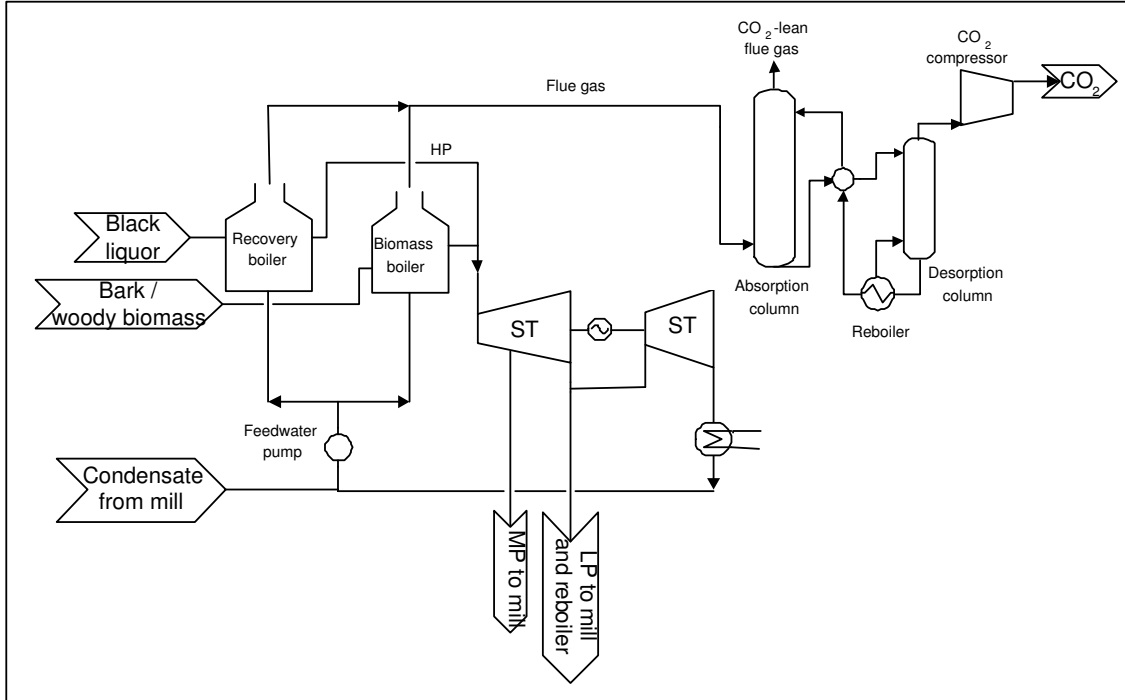 CO₂-lean
flue gas
CO₂
compressor
CO₂
Flue gas
HP
Black
liquor
Recovery
boiler
Biomass
boiler
Bark /
woody biomass
Absorption
column
Desorption
column
Reboiler
ST
ST
Feedwater
pump
Condensate
from mill
MP to mill
LP to mill
and reboiler